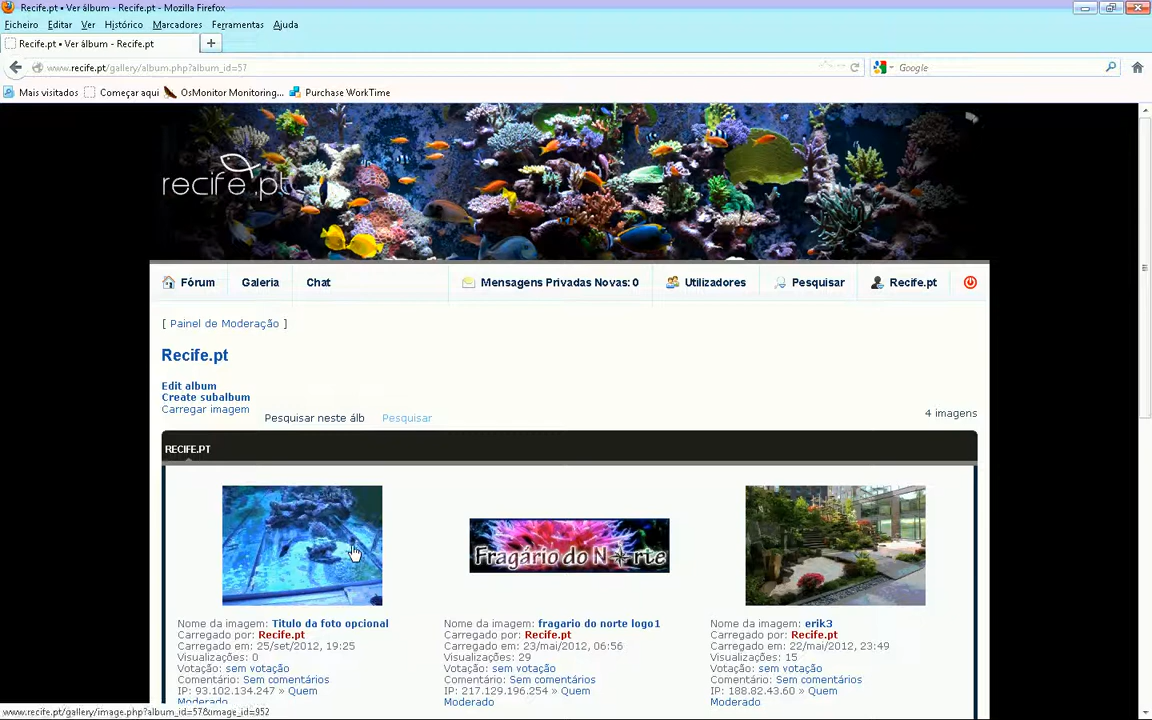 Recife.pt • Ver álbum - Recife.pt - Mozilla Firefox
Ficheiro Editar Ver Histórico Marcadores Ferramentas Ajuda
Recife.pt • Ver álbum - Recife.pt
www.recife.pt/gallery/album.php?album_id=57
Google
Mais visitados Começar aqui OsMonitor Monitoring... Purchase WorkTime
recife.pt
Fórum Galeria Chat Mensagens Privadas Novas: 0 Utilizadores Pesquisar Recife.pt
[ Painel de Moderação ]
Recife.pt
Edit album
Create subalbum
Carregar imagem
Pesquisar neste álb Pesquisar
4 imagens
RECIFE.PT
Fragário do Norte
Nome da imagem: Titulo da foto opcional
Carregado por: Recife.pt
Carregado em: 25/set/2012, 19:25
Visualizações: 0
Votação: sem votação
Comentário: Sem comentários
IP: 93.102.134.247 » Quem
Moderado
Nome da imagem: fragario do norte logo1
Carregado por: Recife.pt
Carregado em: 23/mai/2012, 06:56
Visualizações: 29
Votação: sem votação
Comentário: Sem comentários
IP: 217.129.196.254 » Quem
Moderado
Nome da imagem: erik3
Carregado por: Recife.pt
Carregado em: 22/mai/2012, 23:49
Visualizações: 15
Votação: sem votação
Comentário: Sem comentários
IP: 188.82.43.60 » Quem
Moderado
www.recife.pt/gallery/image.php?album_id=57&image_id=952